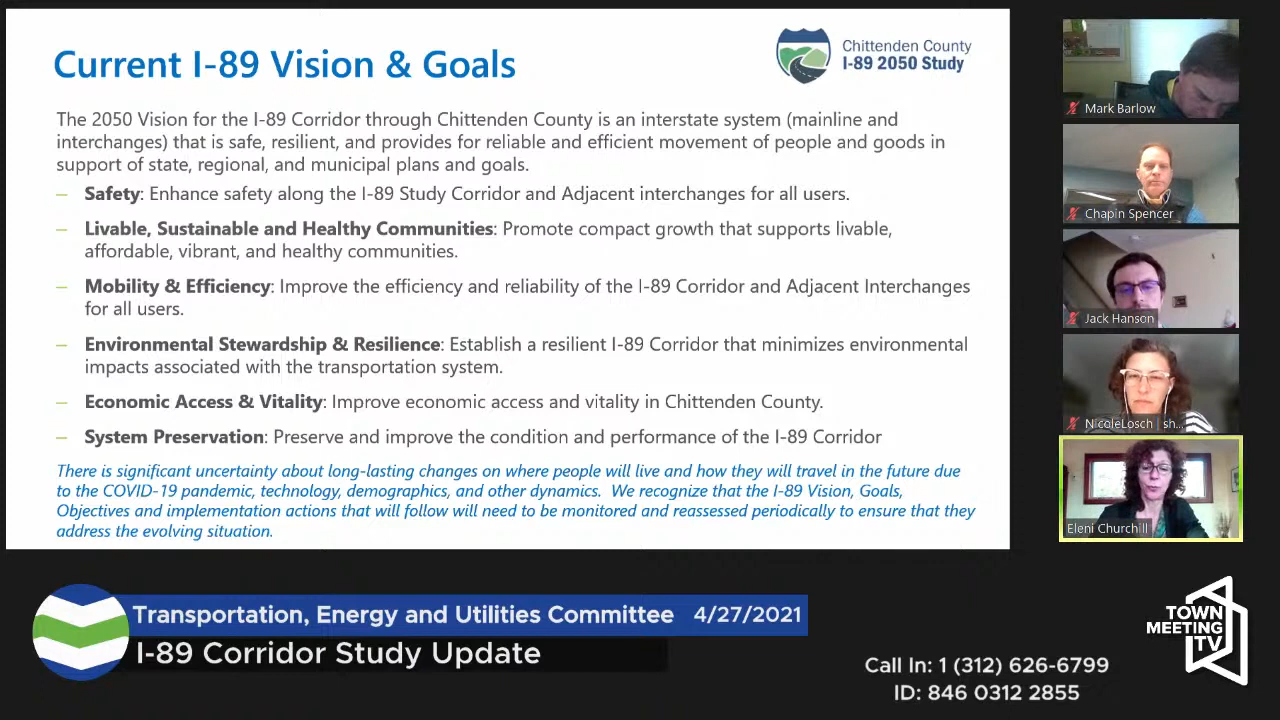 Current I-89 Vision & Goals
Chittenden County
I-89 2050 Study
The 2050 Vision for the I-89 Corridor through Chittenden County is an interstate system (mainline and
interchanges) that is safe, resilient, and provides for reliable and efficient movement of people and goods in
support of state, regional, and municipal plans and goals.
– Safety: Enhance safety along the I-89 Study Corridor and Adjacent interchanges for all users.
– Livable, Sustainable and Healthy Communities: Promote compact growth that supports livable,
affordable, vibrant, and healthy communities.
– Mobility & Efficiency: Improve the efficiency and reliability of the I-89 Corridor and Adjacent Interchanges
for all users.
– Environmental Stewardship & Resilience: Establish a resilient I-89 Corridor that minimizes environmental
impacts associated with the transportation system.
– Economic Access & Vitality: Improve economic access and vitality in Chittenden County.
– System Preservation: Preserve and improve the condition and performance of the I-89 Corridor
There is significant uncertainty about long-lasting changes on where people will live and how they will travel in the future due
to the COVID-19 pandemic, technology, demographics, and other dynamics. We recognize that the I-89 Vision, Goals,
Objectives and implementation actions that will follow will need to be monitored and reassessed periodically to ensure that they
address the evolving situation.
Mark Barlow
Chapin Spencer
Jack Hanson
NicoleLosch | sh...
Eleni Churchill
Transportation, Energy and Utilities Committee 4/27/2021
I-89 Corridor Study Update
Call In: 1 (312) 626-6799
ID: 846 0312 2855
TOWN
MEETING
TV